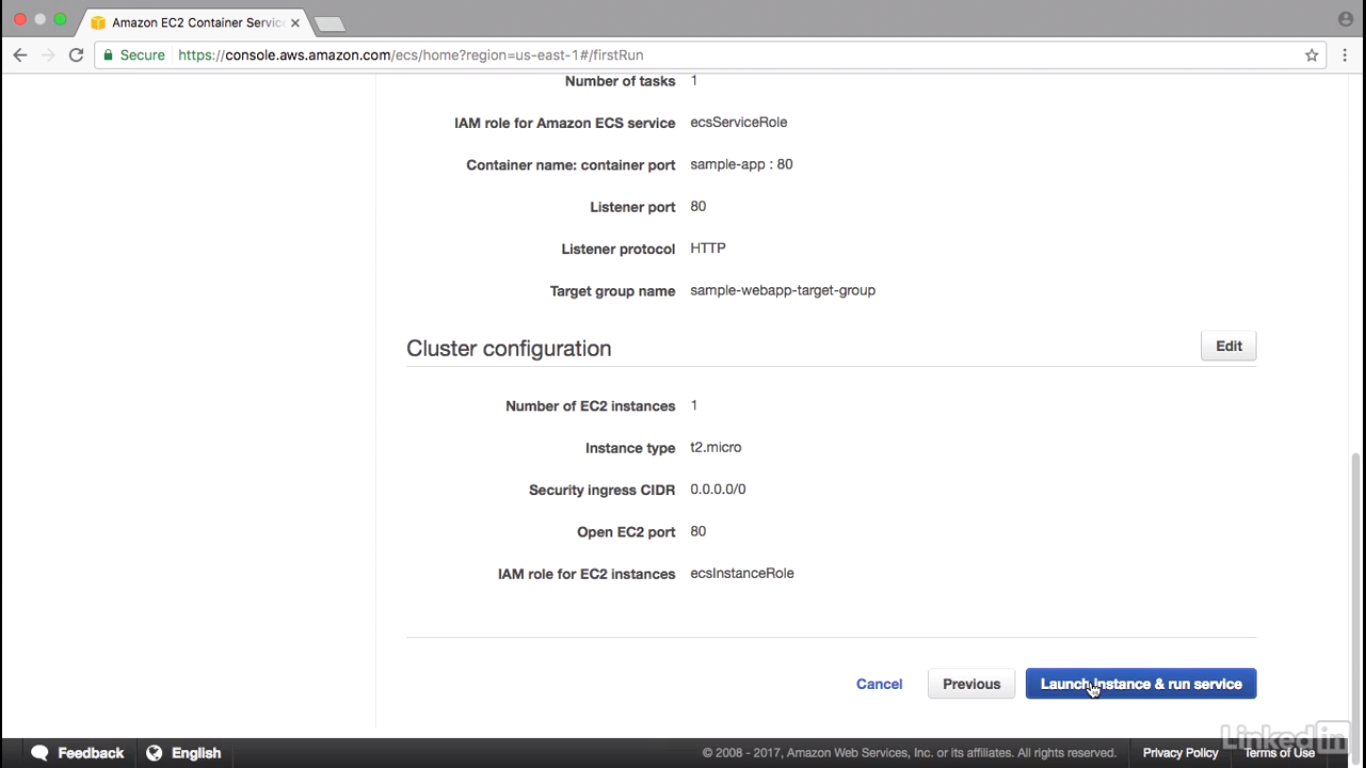 Amazon EC2 Container Servic
Secure https://console.aws.amazon.com/ecs/home?region=us-east-1#/firstRun
Number of tasks 1
IAM role for Amazon ECS service ecsServiceRole
Container name: container port sample-app : 80
Listener port 80
Listener protocol HTTP
Target group name sample-webapp-target-group
Cluster configuration Edit
Number of EC2 instances 1
Instance type t2.micro
Security ingress CIDR 0.0.0.0/0
Open EC2 port 80
IAM role for EC2 instances ecsInstanceRole
Cancel Previous Launch instance & run service
Feedback English © 2008 - 2017, Amazon Web Services, Inc. or its affiliates. All rights reserved. Privacy Policy Terms of Use
LinkedIn